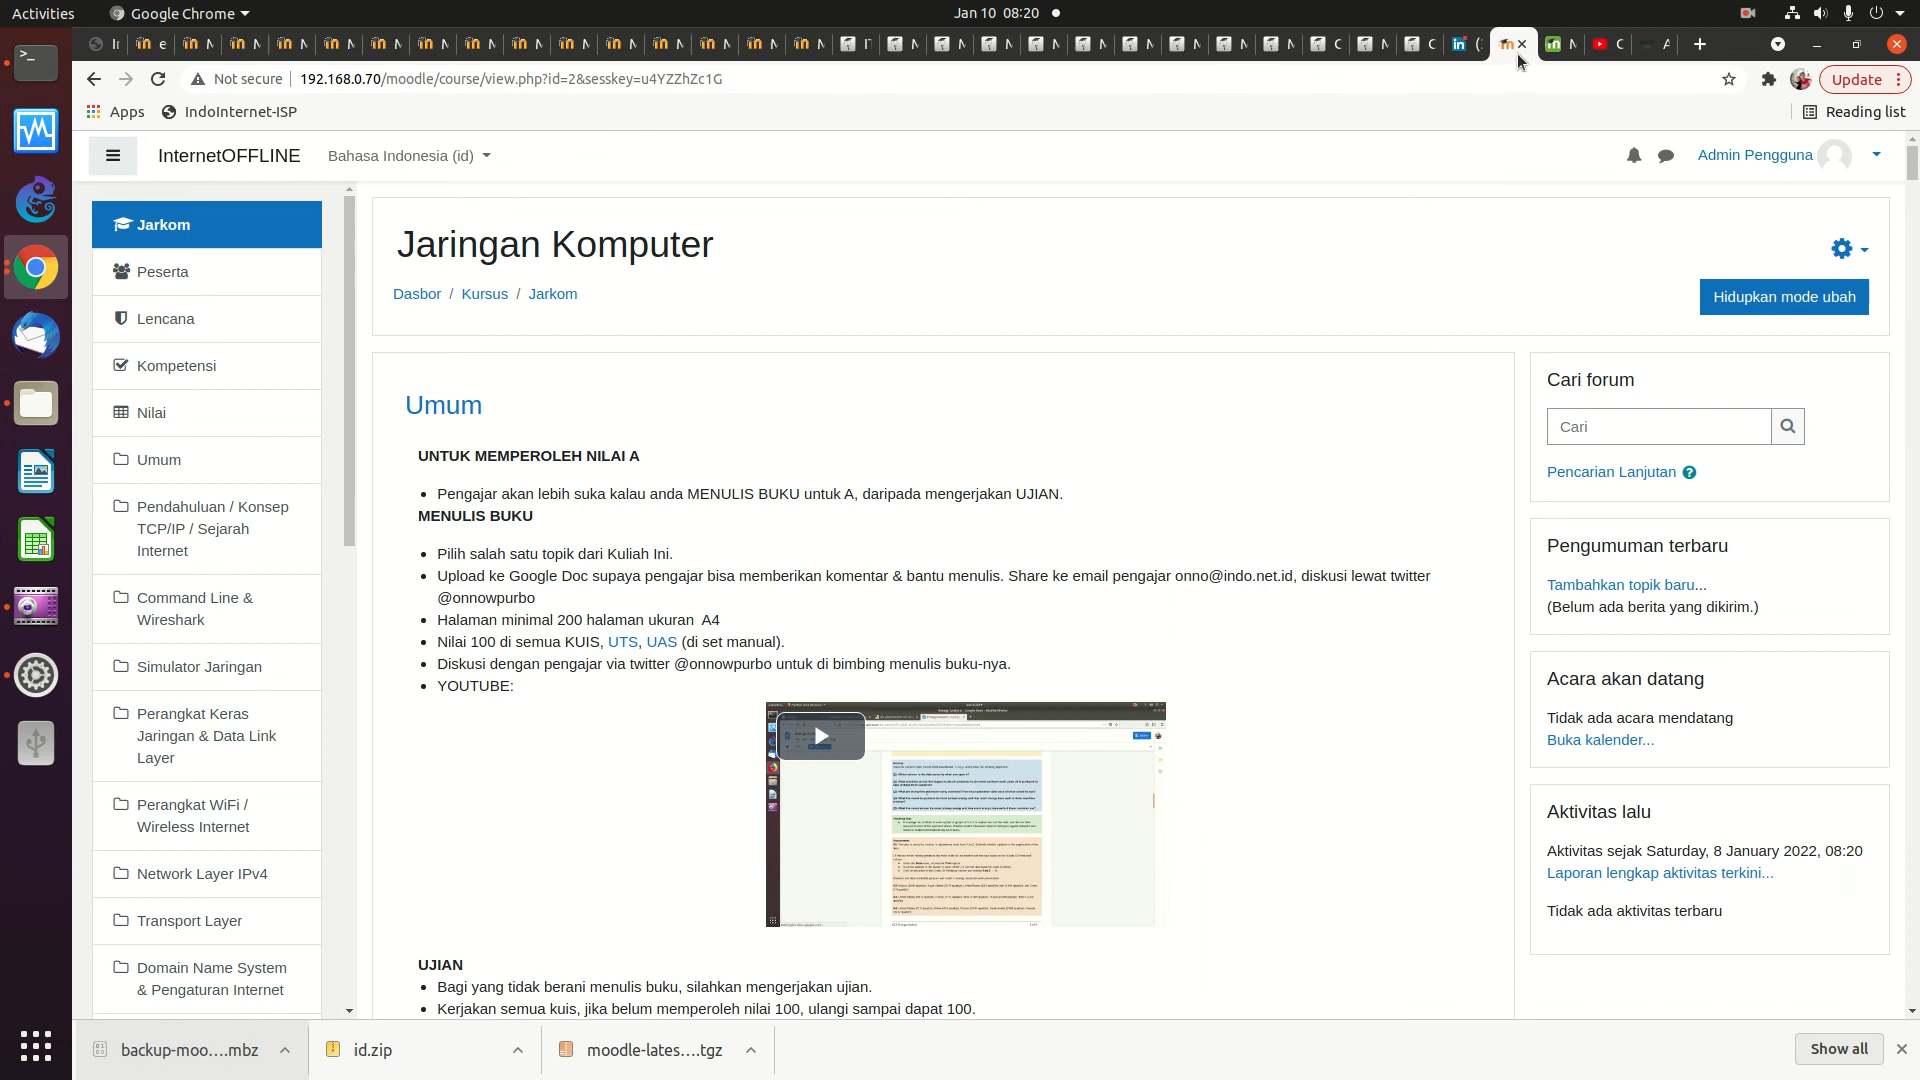 Activities
Google Chrome
Jan 10 08:20
Not secure
192.168.0.70/moodle/course/view.php?id=2&sesskey=u4YZZhZc1G
Update
Apps
IndoInternet-ISP
Reading list
InternetOFFLINE
Bahasa Indonesia (id)
Admin Pengguna
Jarkom
Peserta
Lencana
Kompetensi
Nilai
Umum
Pendahuluan / Konsep
TCP/IP / Sejarah
Internet
Command Line &
Wireshark
Simulator Jaringan
Perangkat Keras
Jaringan & Data Link
Layer
Perangkat WiFi /
Wireless Internet
Network Layer IPv4
Transport Layer
Domain Name System
& Pengaturan Internet
Jaringan Komputer
Dasbor / Kursus / Jarkom
Hidupkan mode ubah
Umum
UNTUK MEMPEROLEH NILAI A
Pengajar akan lebih suka kalau anda MENULIS BUKU untuk A, daripada mengerjakan UJIAN.
MENULIS BUKU
Pilih salah satu topik dari Kuliah Ini.
Upload ke Google Doc supaya pengajar bisa memberikan komentar & bantu menulis. Share ke email pengajar onno@indo.net.id, diskusi lewat twitter
@onnowpurbo
Halaman minimal 200 halaman ukuran A4
Nilai 100 di semua KUIS, UTS, UAS (di set manual).
Diskusi dengan pengajar via twitter @onnowpurbo untuk di bimbing menulis buku-nya.
YOUTUBE:
UJIAN
Bagi yang tidak berani menulis buku, silahkan mengerjakan ujian.
Kerjakan semua kuis, jika belum memperoleh nilai 100, ulangi sampai dapat 100.
Cari forum
Cari
Pencarian Lanjutan
Pengumuman terbaru
Tambahkan topik baru...
(Belum ada berita yang dikirim.)
Acara akan datang
Tidak ada acara mendatang
Buka kalender...
Aktivitas lalu
Aktivitas sejak Saturday, 8 January 2022, 08:20
Laporan lengkap aktivitas terkini...
Tidak ada aktivitas terbaru
backup-moo....mbz
id.zip
moodle-lates....tgz
Show all